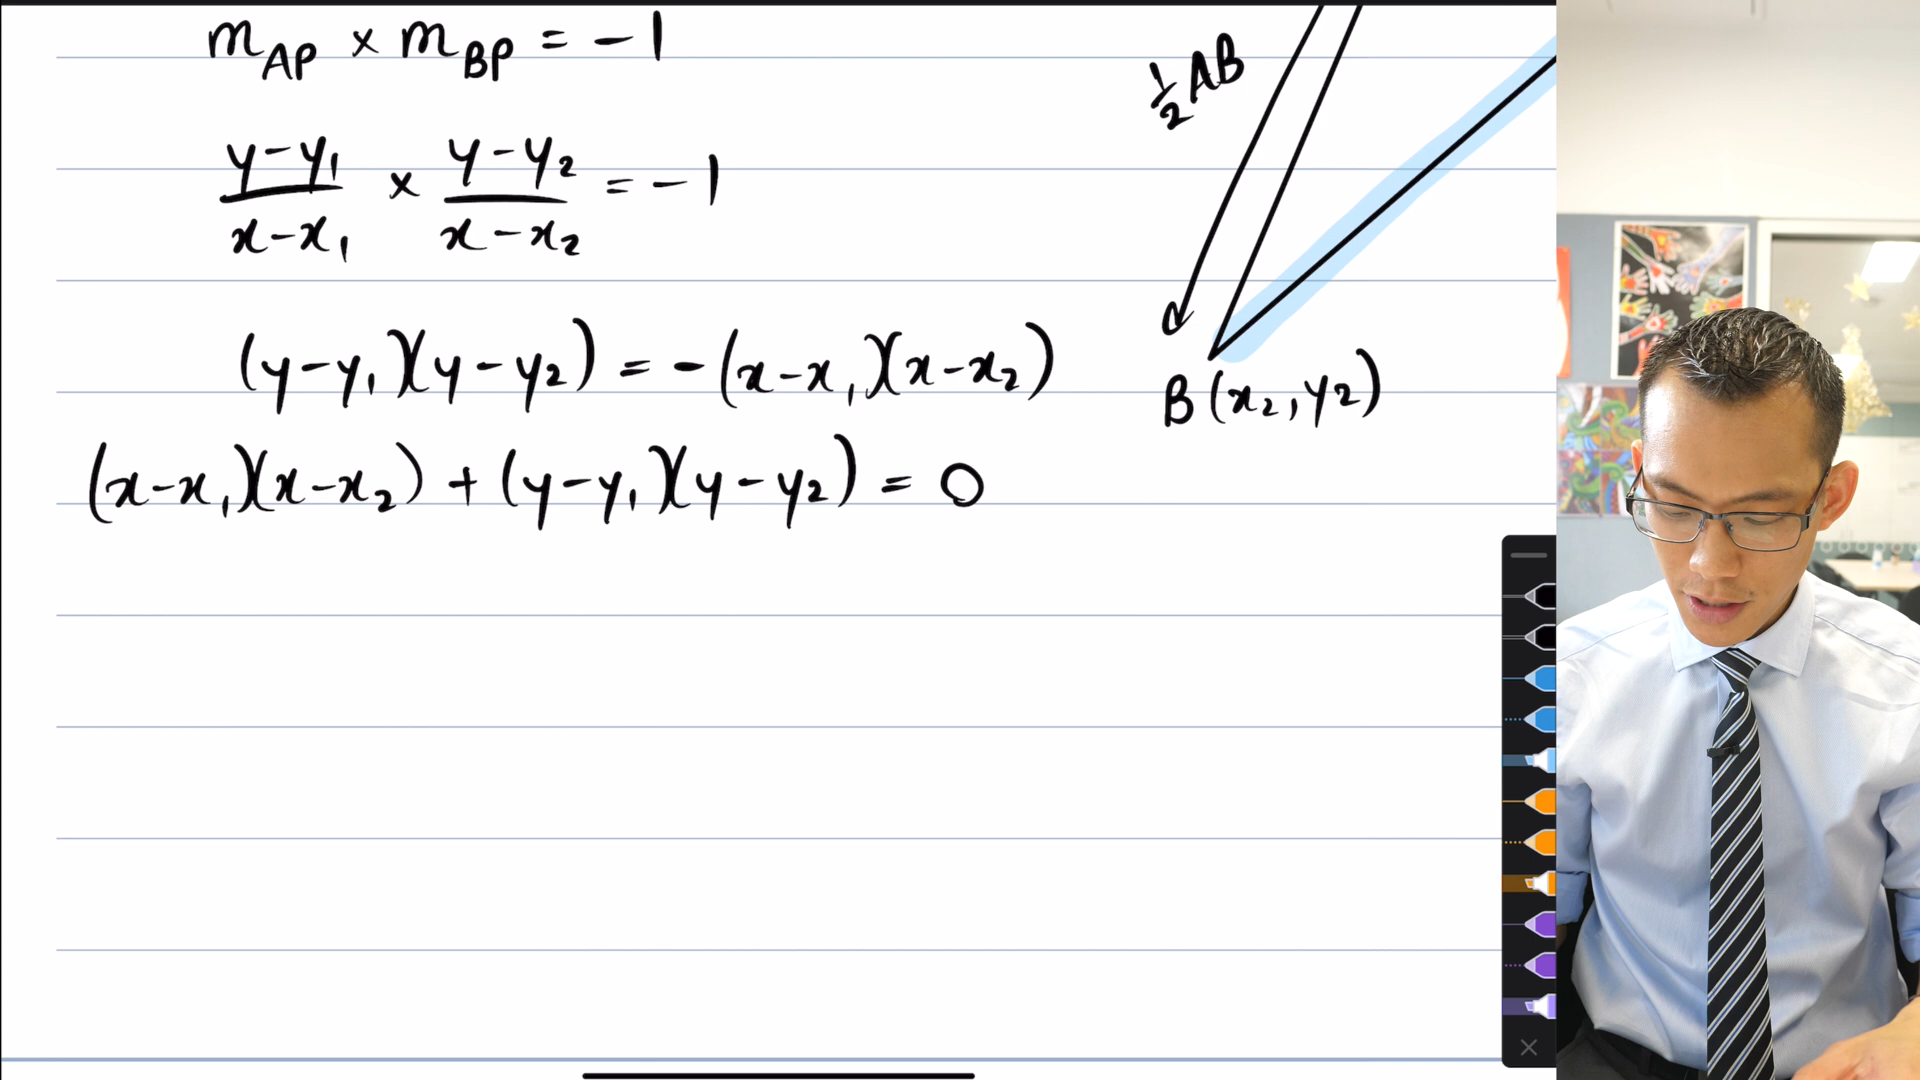 m_AP × m_BP = -1
½AB
(y-y₁)/(x-x₁) × (y-y₂)/(x-x₂) = -1
(y-y₁)(y-y₂) = -(x-x₁)(x-x₂)
B(x₂,y₂)
(x-x₁)(x-x₂) + (y-y₁)(y-y₂) = 0